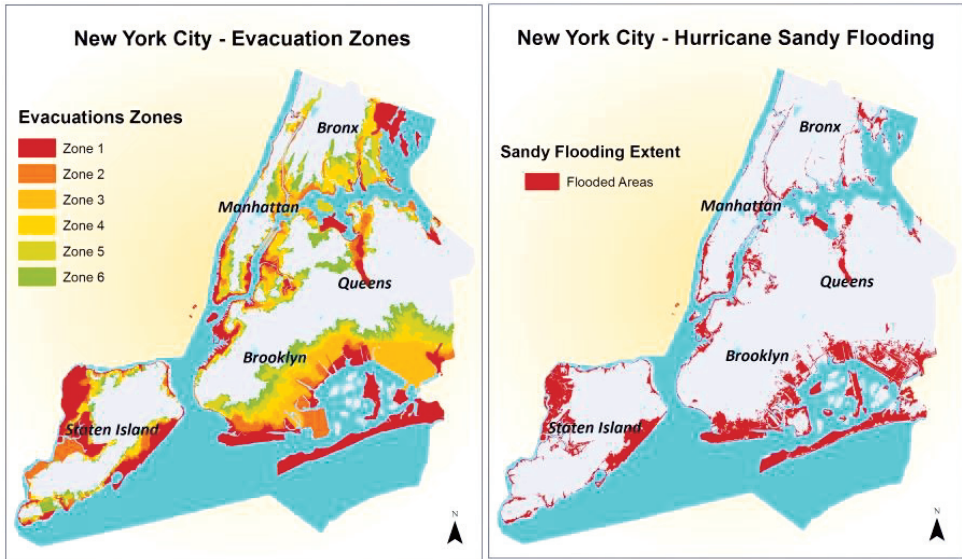 New York City - Evacuation Zones
Evacuations Zones
Zone 1
Zone 2
Zone 3
Zone 4
Zone 5
Zone 6
Bronx
Manhattan
Queens
Brooklyn
Staten Island
N
New York City - Hurricane Sandy Flooding
Sandy Flooding Extent
Flooded Areas
Bronx
Manhattan
Queens
Brooklyn
Staten Island
N